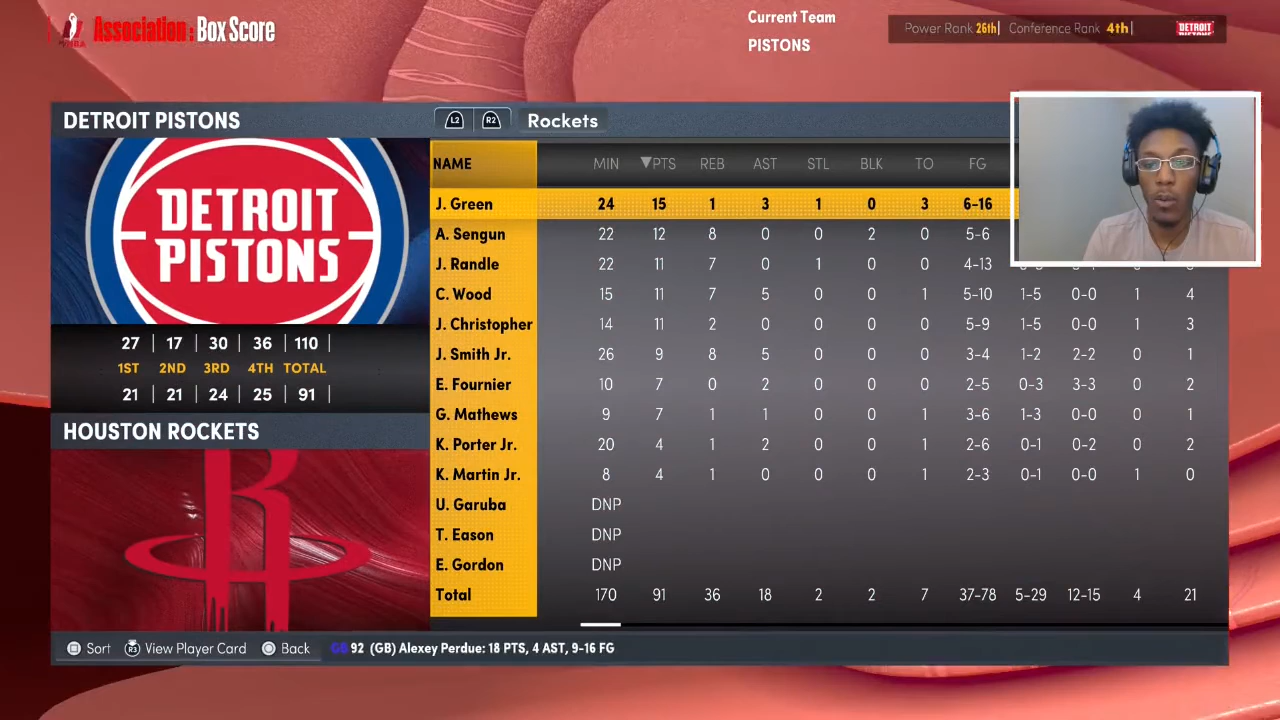 Association: Box Score
Current Team
PISTONS
Power Rank 26th| Conference Rank 4th|
DETROIT PISTONS
DETROIT PISTONS
DETROIT
PISTONS
27 | 17 | 30 | 36 | 110 |
1ST 2ND 3RD 4TH TOTAL
21 | 21 | 24 | 25 | 91 |
HOUSTON ROCKETS
L2 R2 Rockets
NAME MIN ▼PTS REB AST STL BLK TO FG
J. Green 24 15 1 3 1 0 3 6-16
A. Sengun 22 12 8 0 0 2 0 5-6
J. Randle 22 11 7 0 1 0 0 4-13
C. Wood 15 11 7 5 0 0 1 5-10 1-5 0-0 1 4
J. Christopher 14 11 2 0 0 0 0 5-9 1-5 0-0 1 3
J. Smith Jr. 26 9 8 5 0 0 0 3-4 1-2 2-2 0 1
E. Fournier 10 7 0 2 0 0 0 2-5 0-3 3-3 0 2
G. Mathews 9 7 1 1 0 0 1 3-6 1-3 0-0 0 1
K. Porter Jr. 20 4 1 2 0 0 1 2-6 0-1 0-2 0 2
K. Martin Jr. 8 4 1 0 0 0 1 2-3 0-1 0-0 1 0
U. Garuba DNP
T. Eason DNP
E. Gordon DNP
Total 170 91 36 18 2 2 7 37-78 5-29 12-15 4 21
Sort R3 View Player Card Back GB 92 (GB) Alexey Perdue: 18 PTS, 4 AST, 9-16 FG